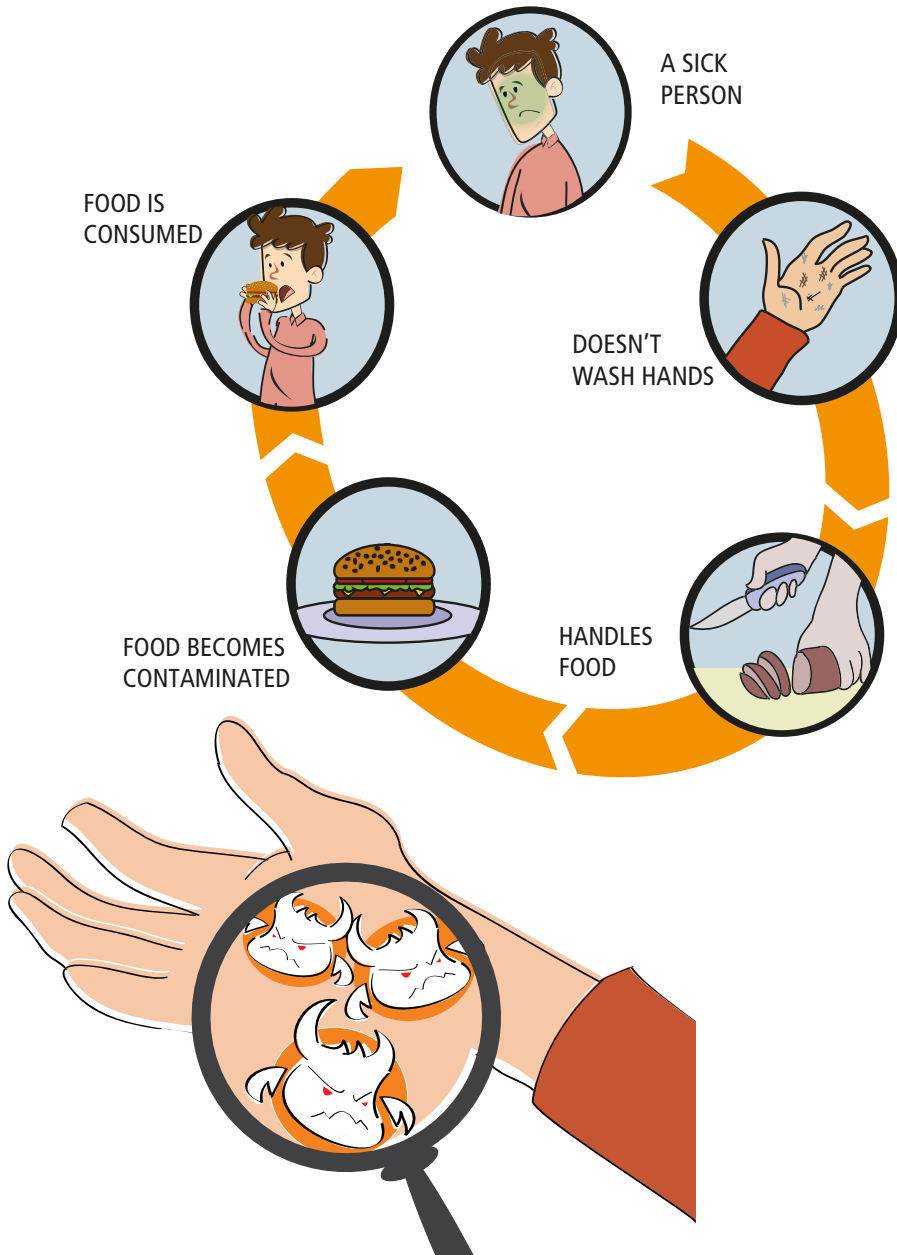 A SICK
PERSON
DOESN'T
WASH HANDS
HANDLES
FOOD
FOOD BECOMES
CONTAMINATED
FOOD IS
CONSUMED